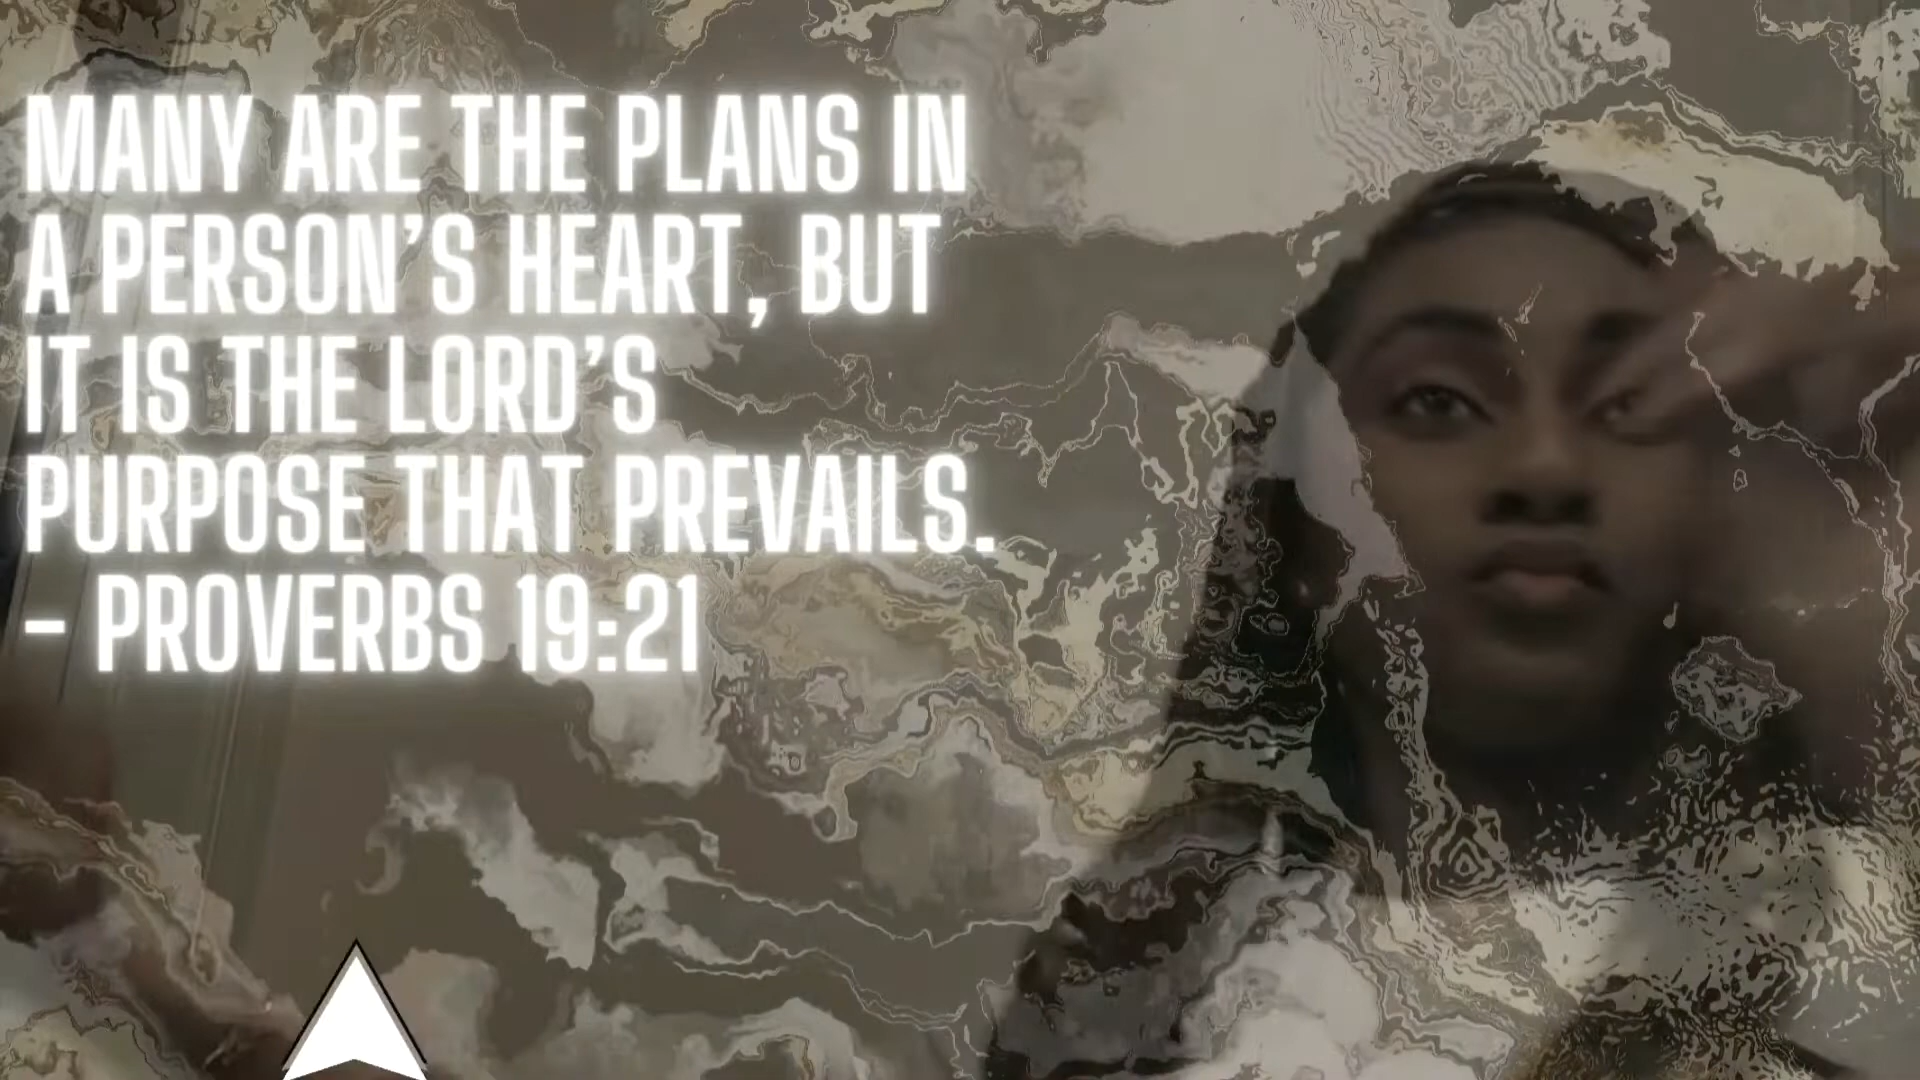 MANY ARE THE PLANS IN
A PERSON’S HEART, BUT
IT IS THE LORD’S
PURPOSE THAT PREVAILS.
– PROVERBS 19:21